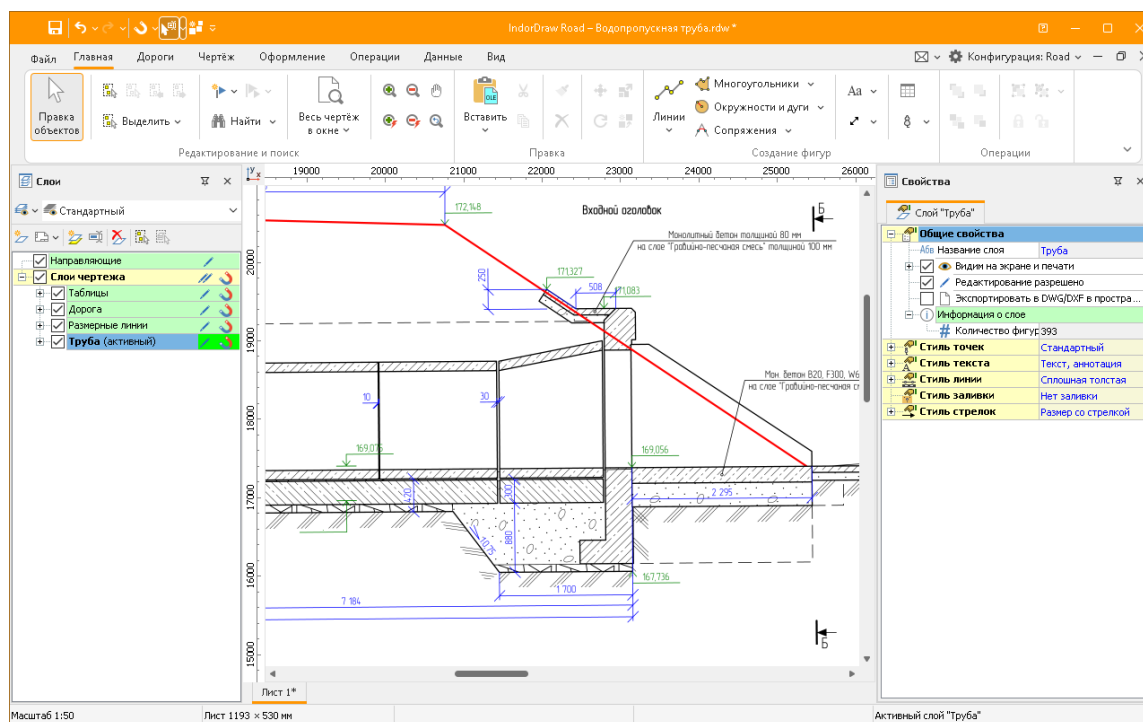 IndorDraw Road – Водопропускная труба.rdw *
Файл Главная Дороги Чертёж Оформление Операции Данные Вид
Конфигурация: Road
Правка объектов
Выделить
Найти
Весь чертёж в окне
Вставить
Линии
Многоугольники
Окружности и дуги
Сопряжения
Aa
Редактирование и поиск
Правка
Создание фигур
Операции
Слои
Стандартный
Направляющие
Слои чертежа
Таблицы
Дорога
Размерные линии
Труба (активный)
19000 20000 21000 22000 23000 24000 25000 26000
20000
19000
18000
17000
16000
15000
172,148
Входной оголовок
Б
Монолитный бетон толщиной 80 мм
на слое "Гравийно-песчаная смесь" толщиной 100 мм
250
171,327
508
171,083
Мон. бетон В20, F300, W6
на слое "Гравийно-песчаная с
10
30
169,076
169,056
420
300
2 295
880
1:0,75
167,736
1 700
7 184
Б
Лист 1*
Свойства
Слой "Труба"
Общие свойства
Абв Название слоя Труба
Видим на экране и печати
Редактирование разрешено
Экспортировать в DWG/DXF в простра...
Информация о слое
Количество фигур 393
Стиль точек Стандартный
Стиль текста Текст, аннотация
Стиль линии Сплошная толстая
Стиль заливки Нет заливки
Стиль стрелок Размер со стрелкой
Масштаб 1:50
Лист 1193 × 530 мм
Активный слой "Труба"